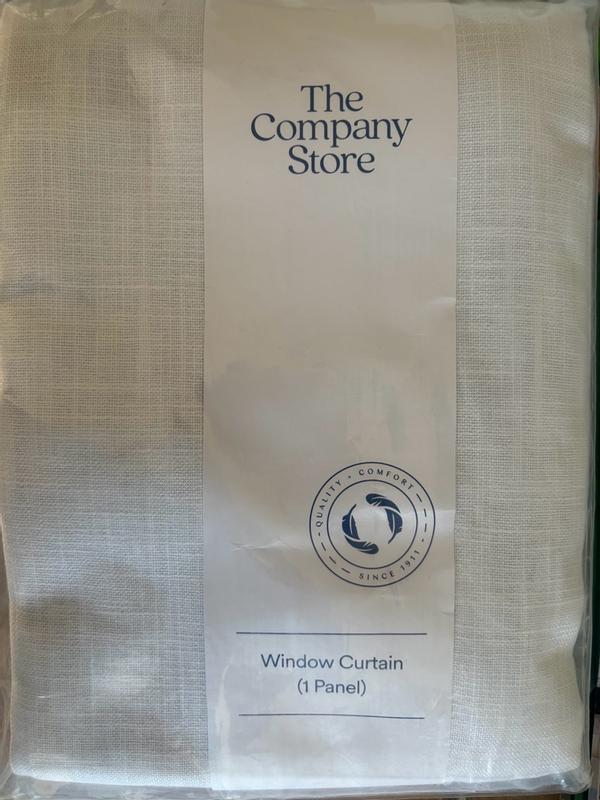 The
Company
Store
QUALITY • COMFORT
SINCE 1911
Window Curtain
(1 Panel)